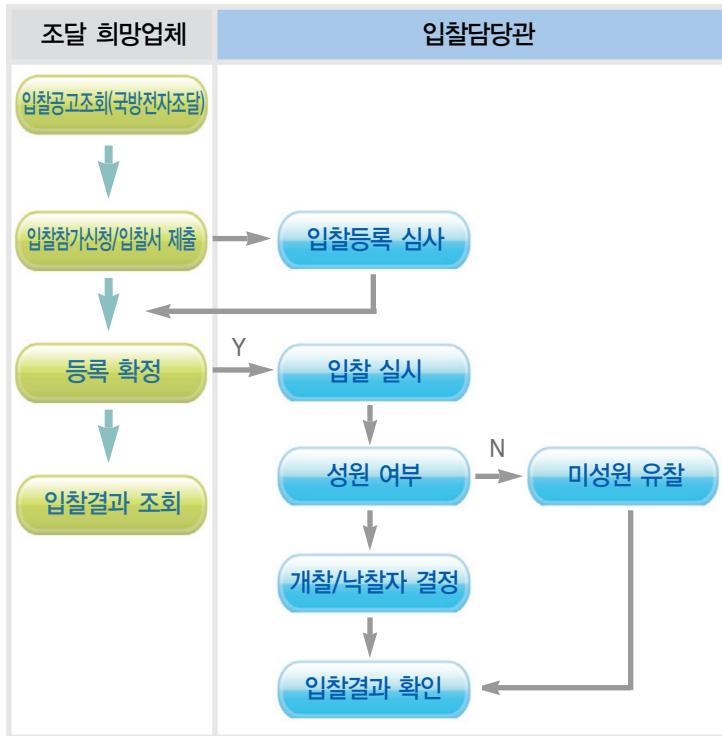 조달 희망업체
입찰담당관
입찰공고조회(국방전자조달)
입찰참가신청/입찰서 제출
입찰등록 심사
등록 확정
Y
입찰 실시
성원 여부
N
미성원 유찰
입찰결과 조회
개찰/낙찰자 결정
입찰결과 확인